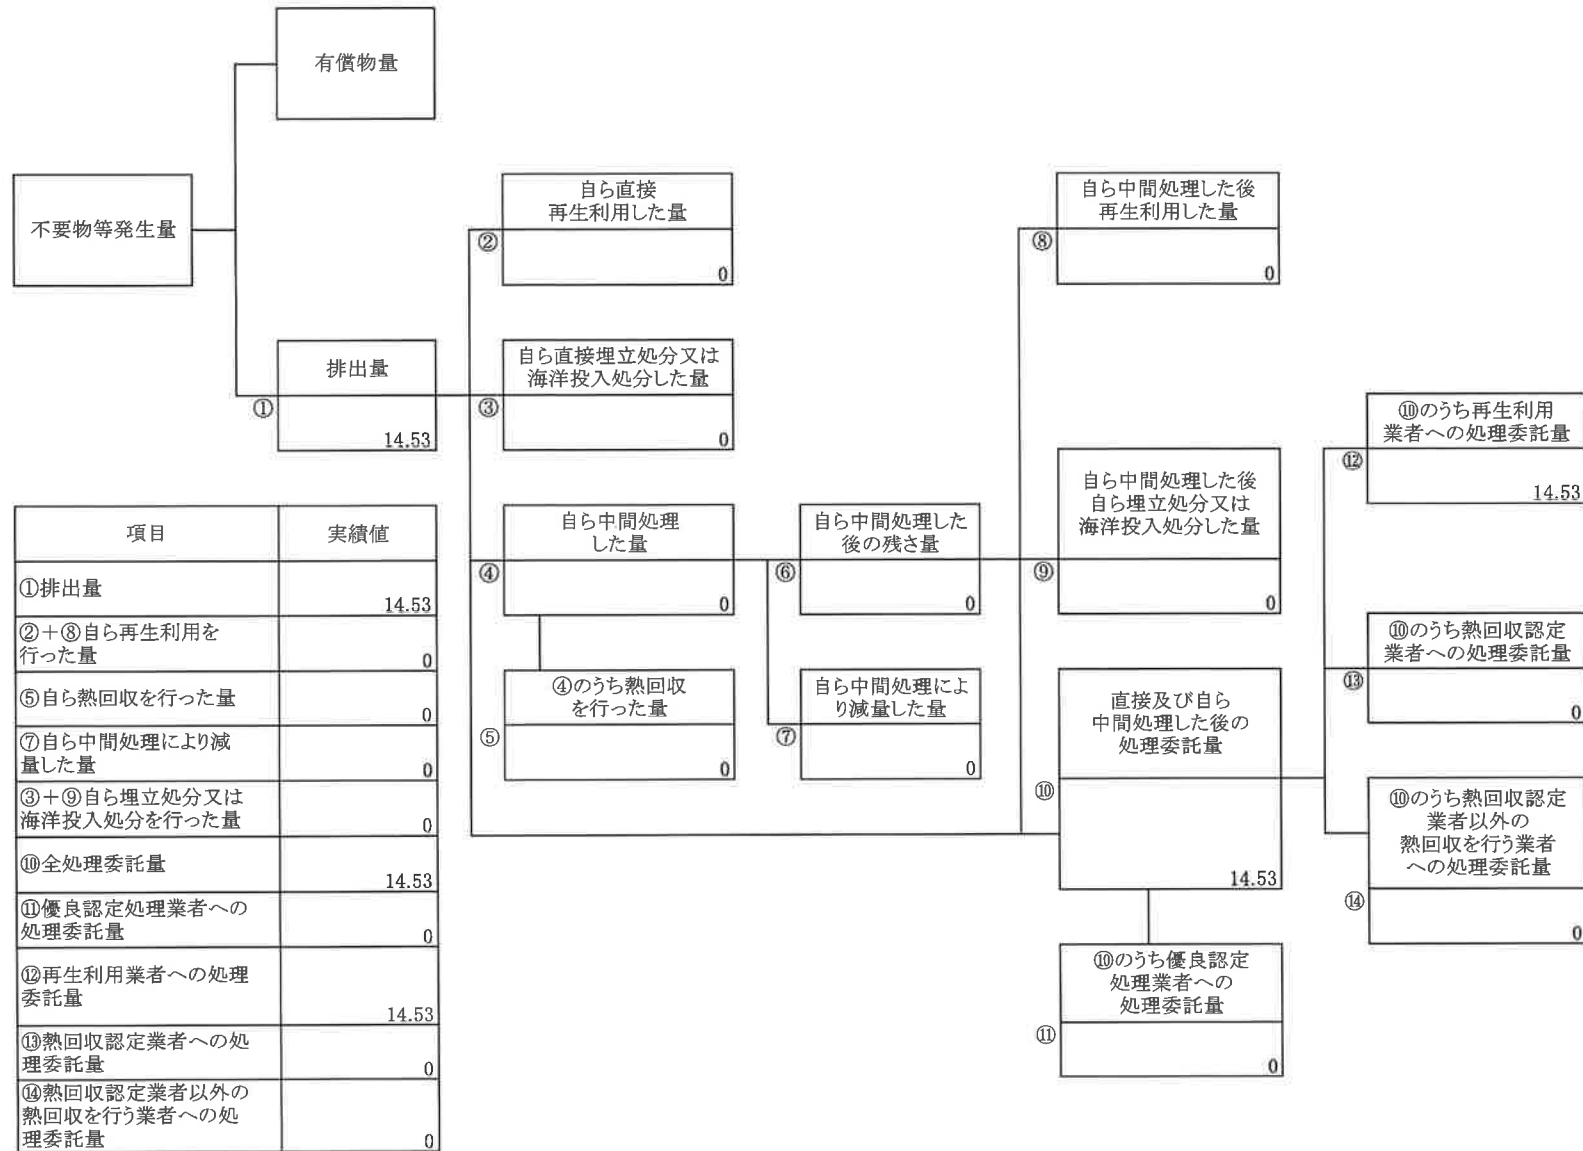 有償物量
不要物等発生量
自ら直接
再生利用した量
②
0
自ら中間処理した後
再生利用した量
⑧
0
排出量
①
14.53
自ら直接埋立処分又は
海洋投入処分した量
③
0
⑩のうち再生利用
業者への処理委託量
⑫
14.53
自ら中間処理
した量
④
0
自ら中間処理した
後の残さ量
⑥
0
自ら中間処理した後
自ら埋立処分又は
海洋投入処分した量
⑨
0
⑩のうち熱回収認定
業者への処理委託量
⑬
0
④のうち熱回収
を行った量
⑤
0
自ら中間処理によ
り減量した量
⑦
0
直接及び自ら
中間処理した後の
処理委託量
⑩
14.53
⑩のうち熱回収認定
業者以外の
熱回収を行う業者
への処理委託量
⑭
0
⑩のうち優良認定
処理業者への
処理委託量
⑪
0
項目 実績値
①排出量
14.53
②+⑧自ら再生利用を
行った量 0
⑤自ら熱回収を行った量
0
⑦自ら中間処理により減
量した量 0
③+⑨自ら埋立処分又は
海洋投入処分を行った量 0
⑩全処理委託量
14.53
⑪優良認定処理業者への
処理委託量 0
⑫再生利用業者への処理
委託量
14.53
⑬熱回収認定業者への処
理委託量 0
⑭熱回収認定業者以外の
熱回収を行う業者への処
理委託量 0